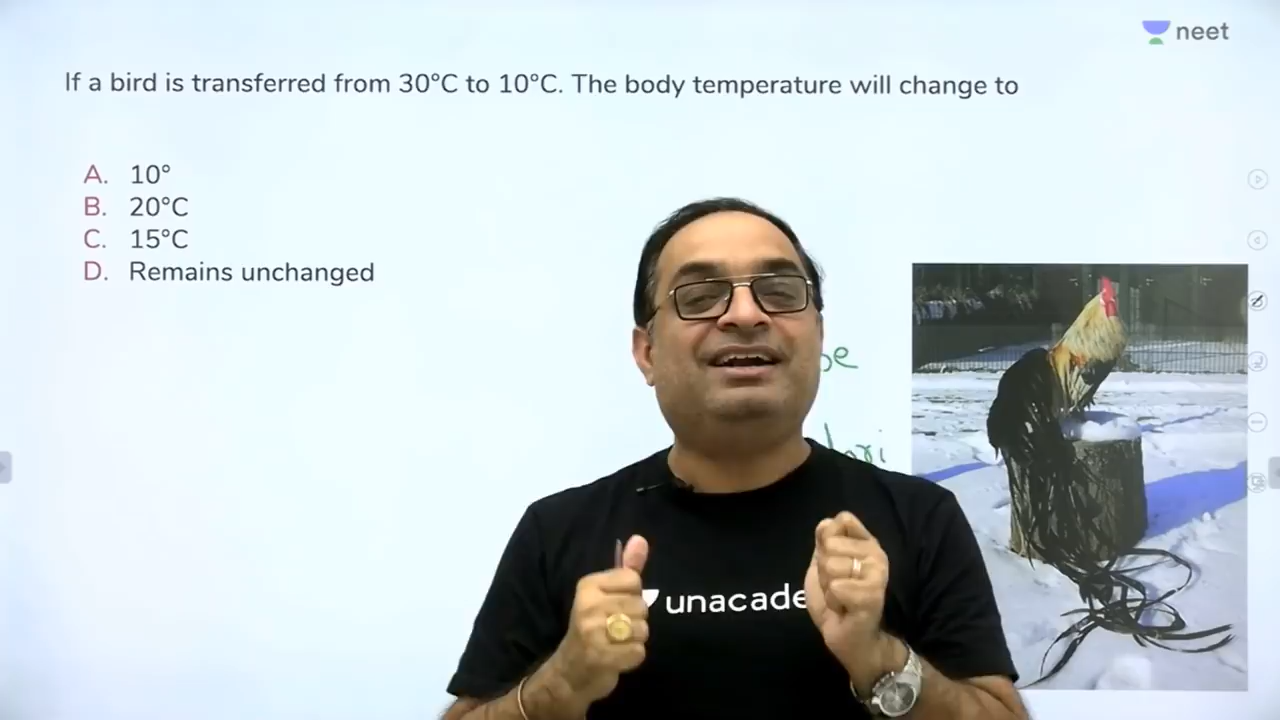 neet
If a bird is transferred from 30°C to 10°C. The body temperature will change to
A. 10°
B. 20°C
C. 15°C
D. Remains unchanged
unacade